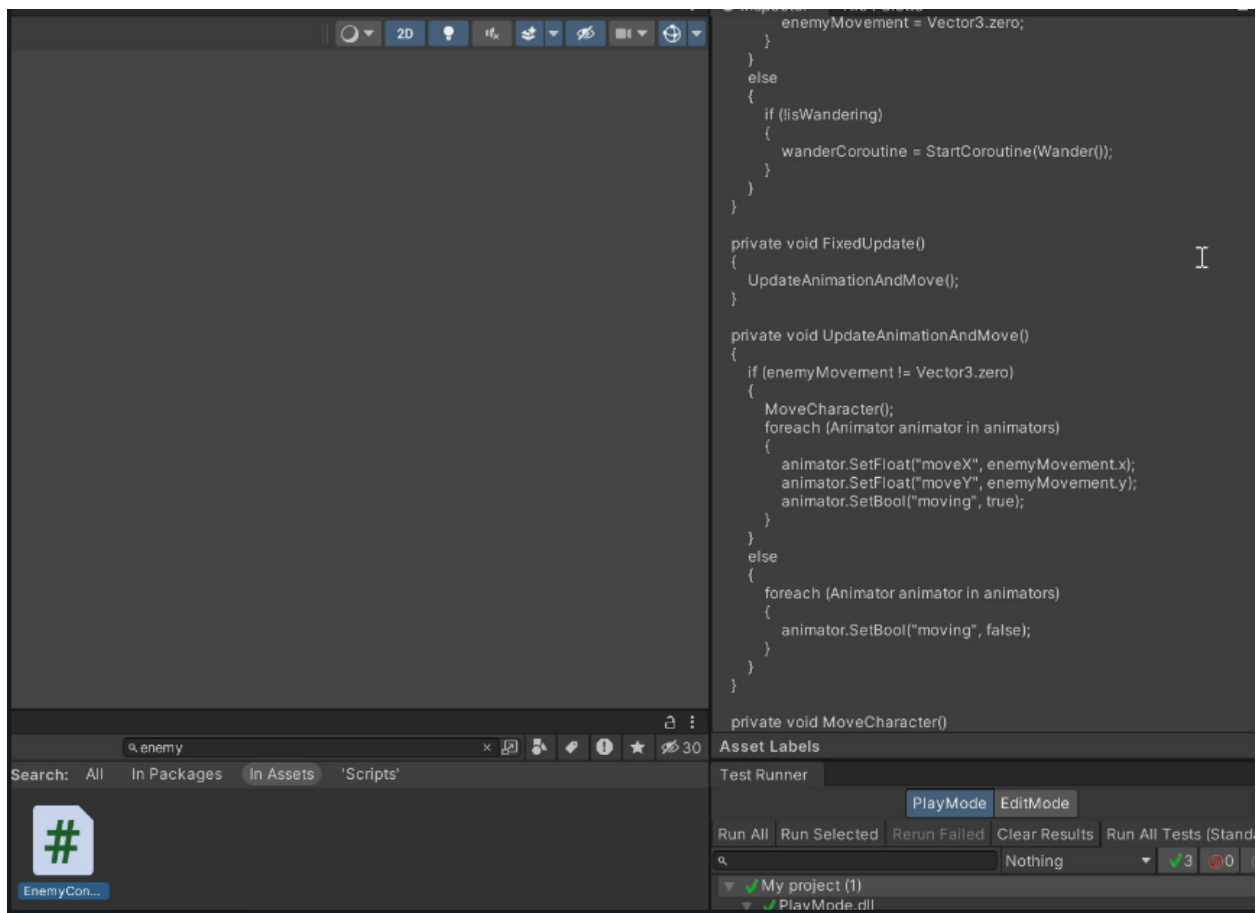 2D
enemyMovement = Vector3.zero;
}
}
else
{
if (!isWandering)
{
wanderCoroutine = StartCoroutine(Wander());
}
}
}
private void FixedUpdate()
{
UpdateAnimationAndMove();
}
private void UpdateAnimationAndMove()
{
if (enemyMovement != Vector3.zero)
{
MoveCharacter();
foreach (Animator animator in animators)
{
animator.SetFloat("moveX", enemyMovement.x);
animator.SetFloat("moveY", enemyMovement.y);
animator.SetBool("moving", true);
}
}
else
{
foreach (Animator animator in animators)
{
animator.SetBool("moving", false);
}
}
}
private void MoveCharacter()
enemy
30
Search: All In Packages In Assets 'Scripts'
EnemyCon...
Asset Labels
Test Runner
PlayMode EditMode
Run All Run Selected Rerun Failed Clear Results Run All Tests (Stand
Nothing 3 0
My project (1)
PlayMode.dll